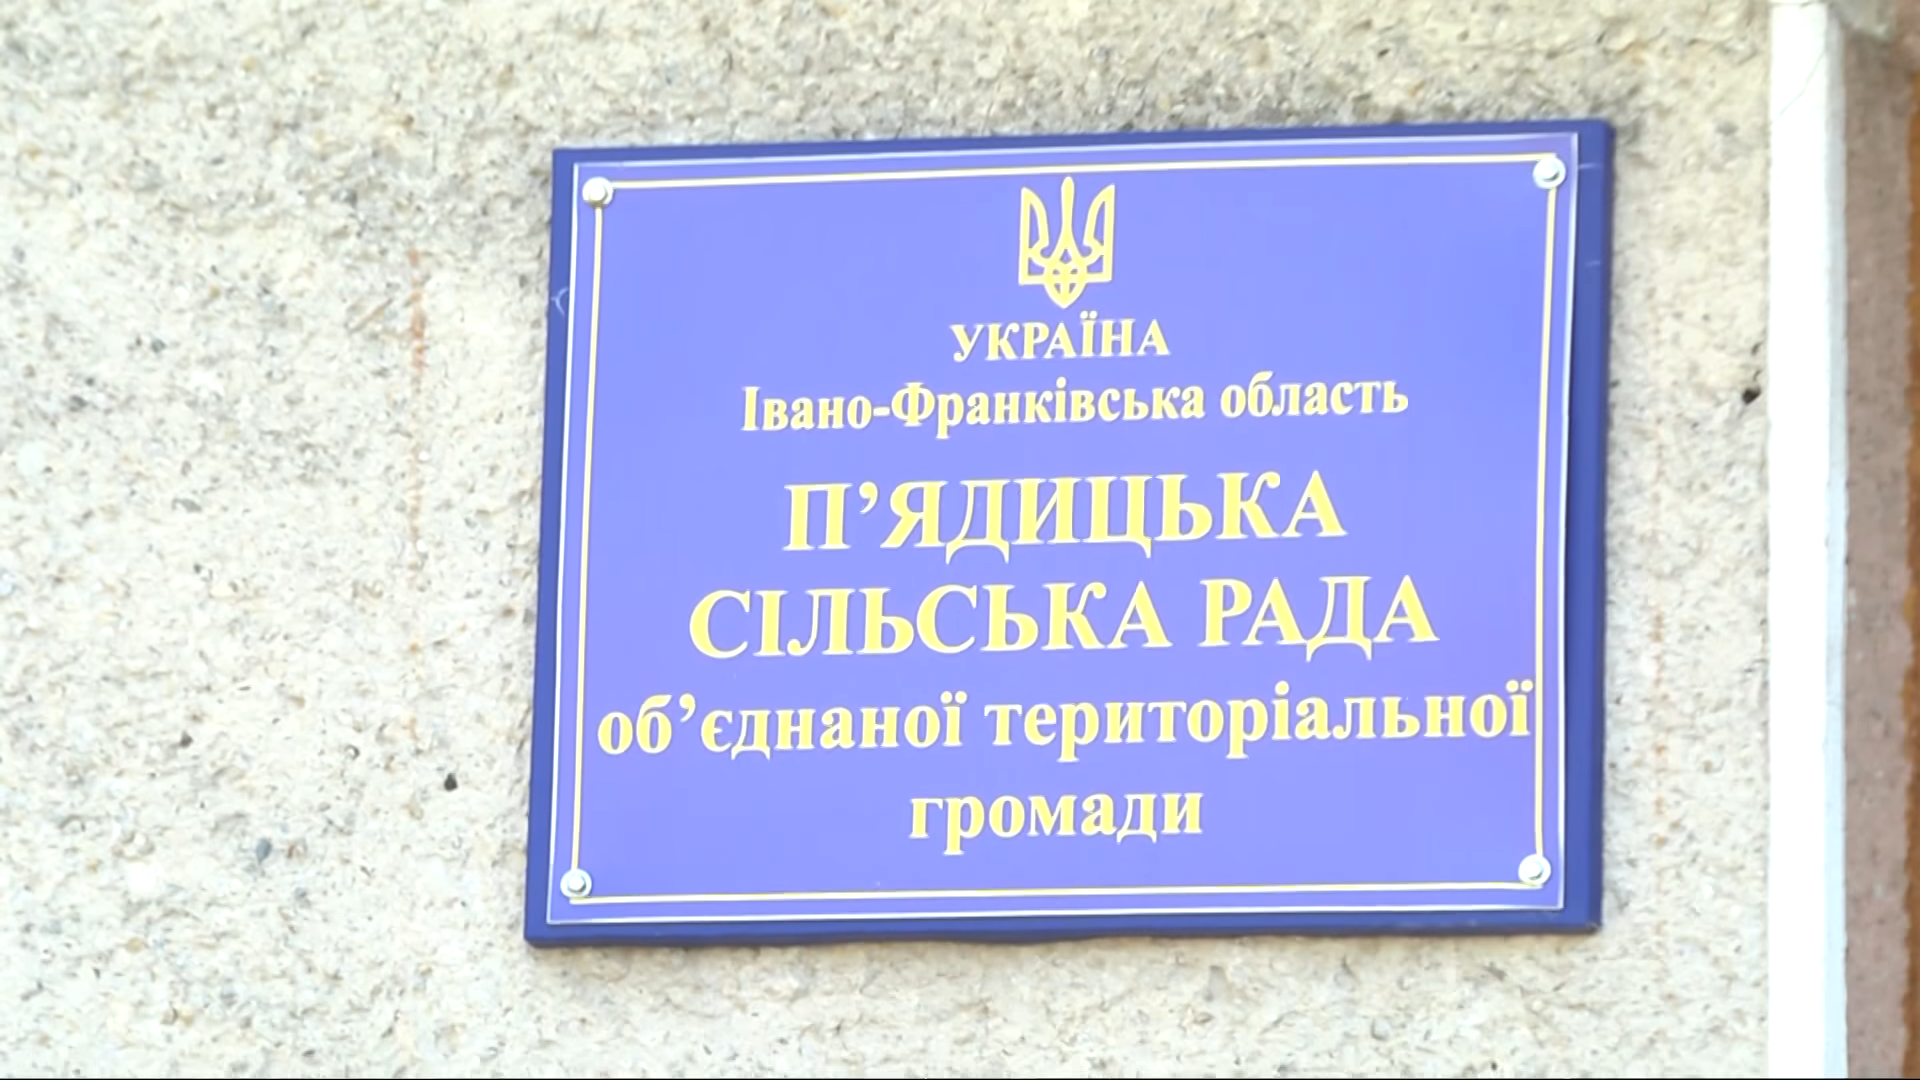 УКРАЇНА
Івано-Франківська область
П’ЯДИЦЬКА
СІЛЬСЬКА РАДА
об’єднаної територіальної
громади